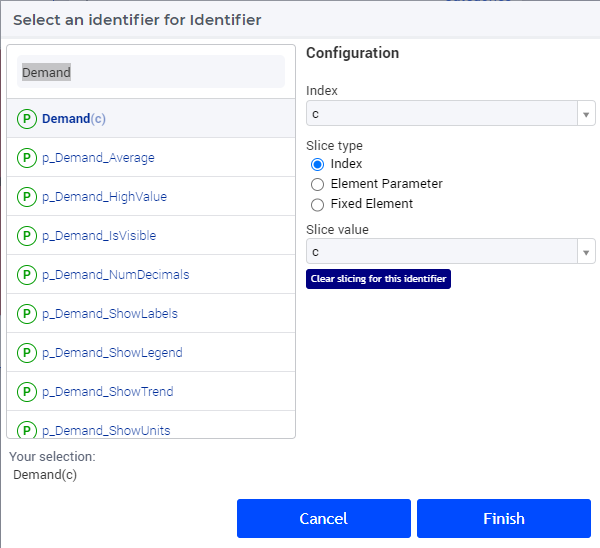 Select an identifier for Identifier
Demand
P Demand(c)
P p_Demand_Average
P p_Demand_HighValue
P p_Demand_IsVisible
P p_Demand_NumDecimals
P p_Demand_ShowLabels
P p_Demand_ShowLegend
P p_Demand_ShowTrend
P p_Demand_ShowUnits
Configuration
Index
c
Slice type
Index
Element Parameter
Fixed Element
Slice value
c
Clear slicing for this identifier
Your selection:
Demand(c)
Cancel
Finish